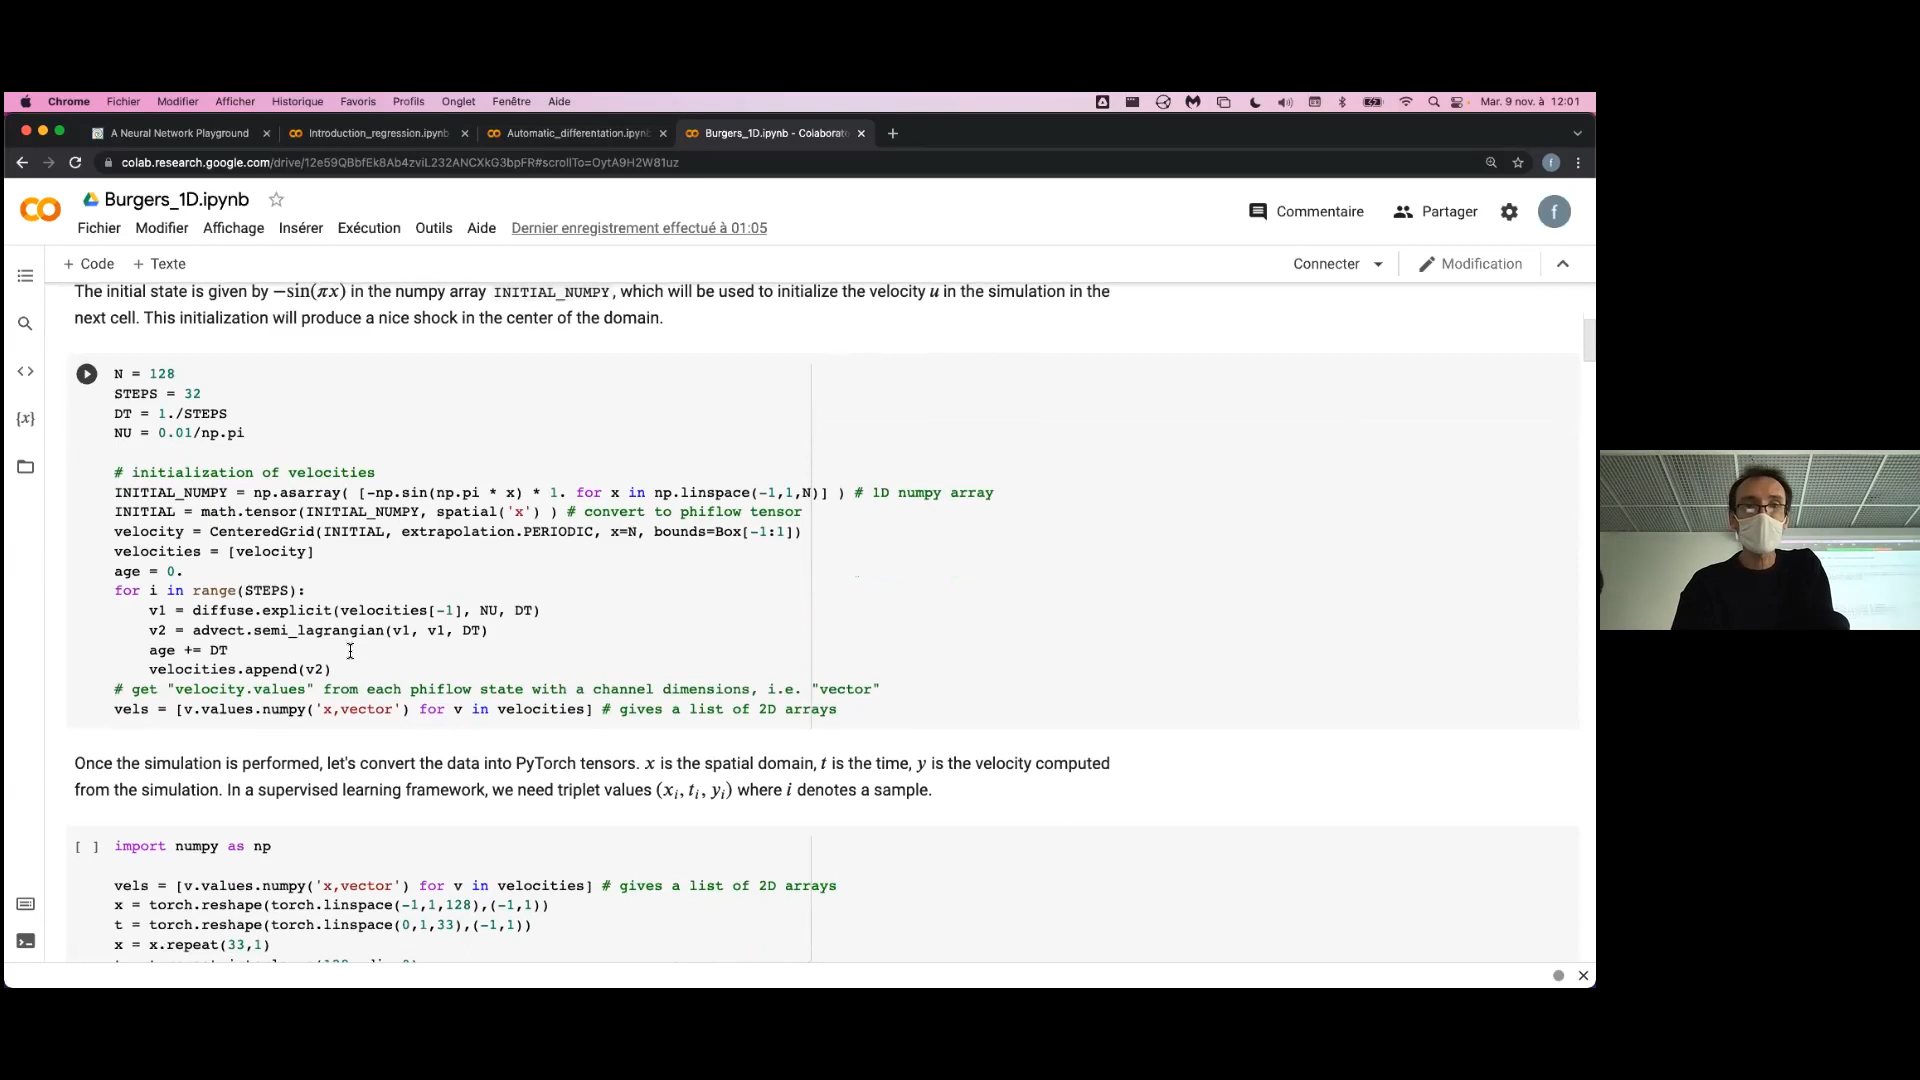 Chrome Fichier Modifier Afficher Historique Favoris Profils Onglet Fenêtre Aide Mar. 9 nov. à 12:01
A Neural Network Playground Introduction_regression.ipynb Automatic_differentation.ipynb Burgers_1D.ipynb - Colaborato
colab.research.google.com/drive/12e59QBbfEk8Ab4zviL232ANCXkG3bpFR#scrollTo=OytA9H2W81uz
Burgers_1D.ipynb
Commentaire Partager f
Fichier Modifier Affichage Insérer Exécution Outils Aide Dernier enregistrement effectué à 01:05
+ Code + Texte Connecter Modification
The initial state is given by −sin(πx) in the numpy array INITIAL_NUMPY, which will be used to initialize the velocity u in the simulation in the
next cell. This initialization will produce a nice shock in the center of the domain.
N = 128
STEPS = 32
DT = 1./STEPS
NU = 0.01/np.pi
# initialization of velocities
INITIAL_NUMPY = np.asarray( [-np.sin(np.pi * x) * 1. for x in np.linspace(-1,1,N)] ) # 1D numpy array
INITIAL = math.tensor(INITIAL_NUMPY, spatial('x') ) # convert to phiflow tensor
velocity = CenteredGrid(INITIAL, extrapolation.PERIODIC, x=N, bounds=Box[-1:1])
velocities = [velocity]
age = 0.
for i in range(STEPS):
    v1 = diffuse.explicit(velocities[-1], NU, DT)
    v2 = advect.semi_lagrangian(v1, v1, DT)
    age += DT
    velocities.append(v2)
# get "velocity.values" from each phiflow state with a channel dimensions, i.e. "vector"
vels = [v.values.numpy('x,vector') for v in velocities] # gives a list of 2D arrays
Once the simulation is performed, let's convert the data into PyTorch tensors. x is the spatial domain, t is the time, y is the velocity computed
from the simulation. In a supervised learning framework, we need triplet values (xᵢ, tᵢ, yᵢ) where i denotes a sample.
[ ] import numpy as np
vels = [v.values.numpy('x,vector') for v in velocities] # gives a list of 2D arrays
x = torch.reshape(torch.linspace(-1,1,128),(-1,1))
t = torch.reshape(torch.linspace(0,1,33),(-1,1))
x = x.repeat(33,1)